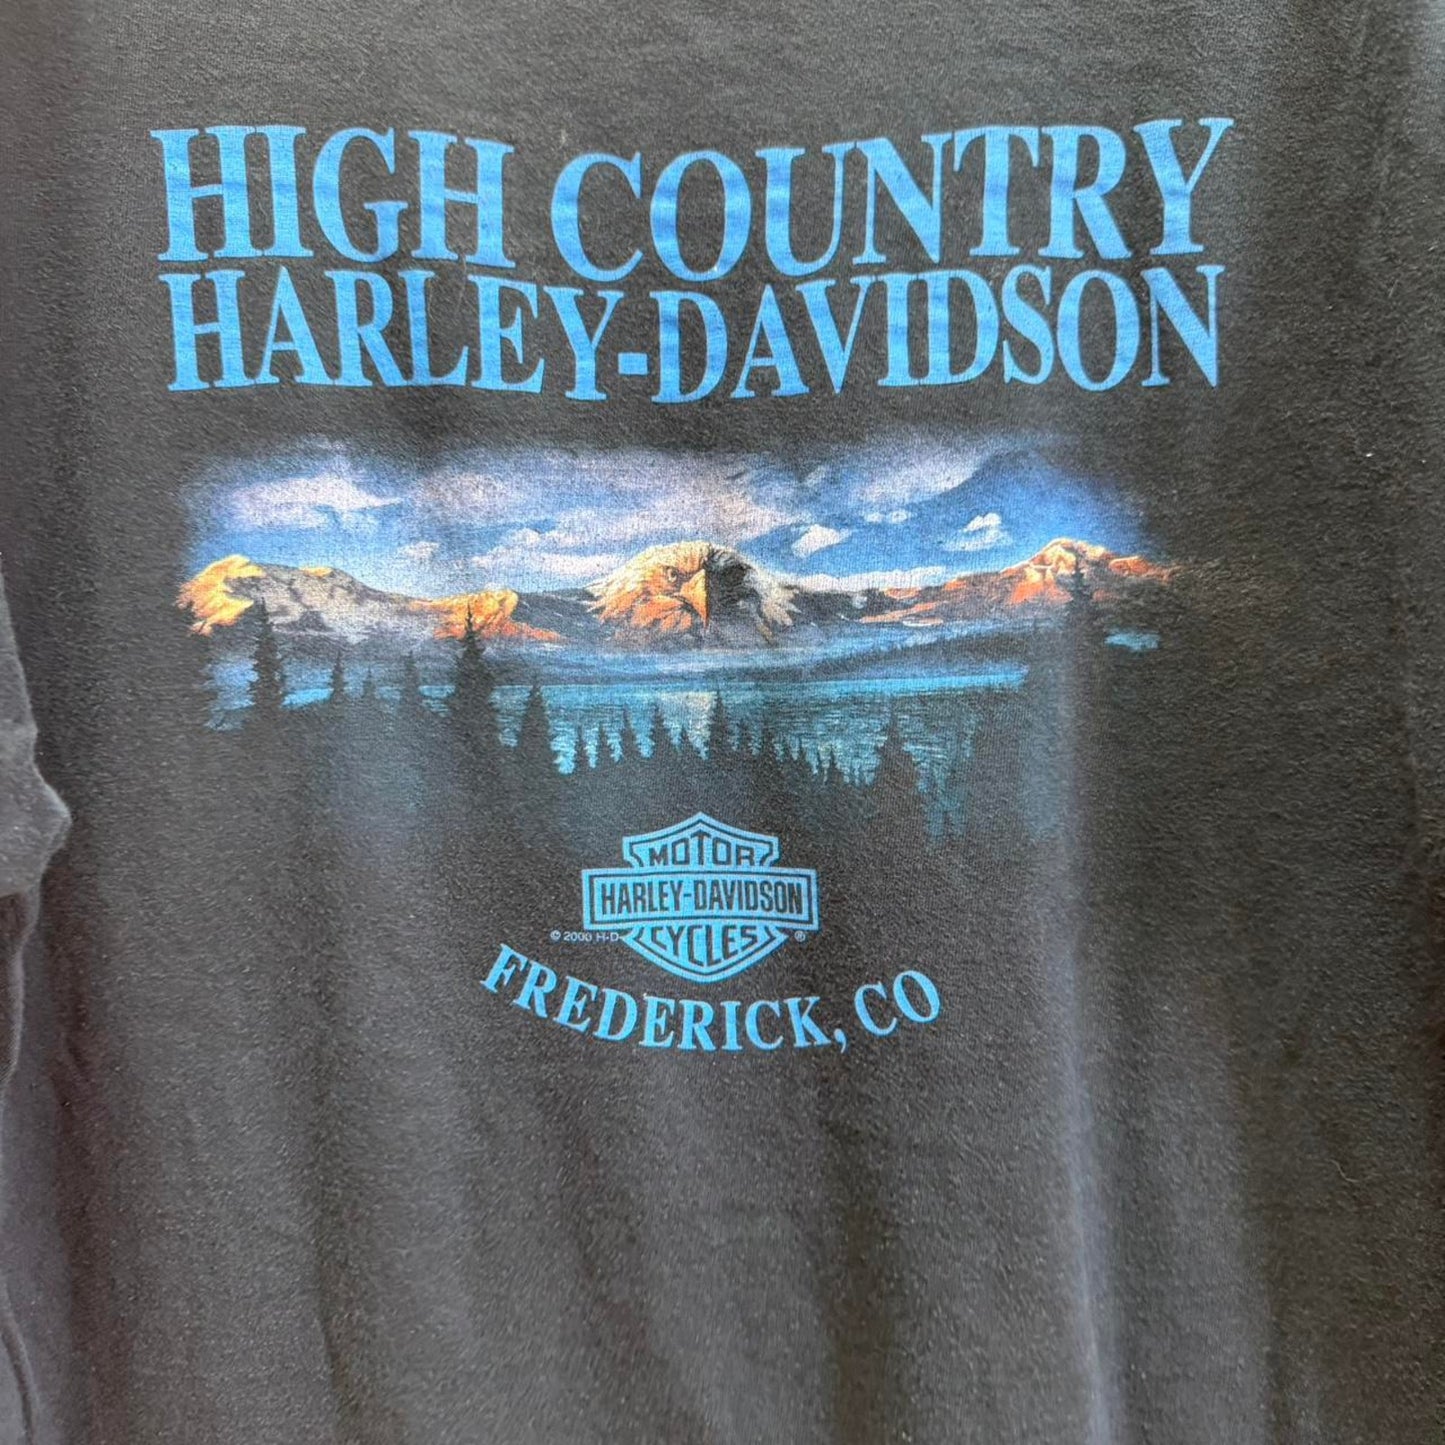 HIGH COUNTRY
HARLEY-DAVIDSON
MOTOR
HARLEY-DAVIDSON
CYCLES
© 2000 H-D ®
FREDERICK, CO